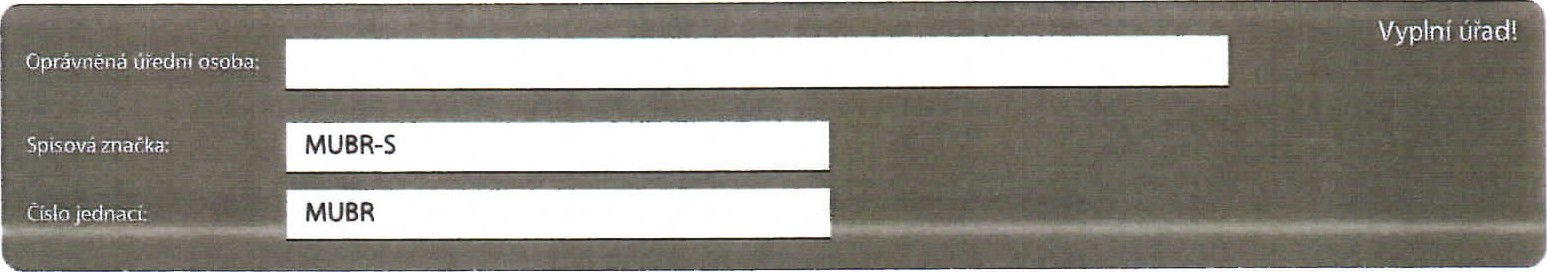 Vyplní úřad!
Oprávněná úřední osoba:
Spisová značka: MUBR-S
Číslo jednací: MUBR